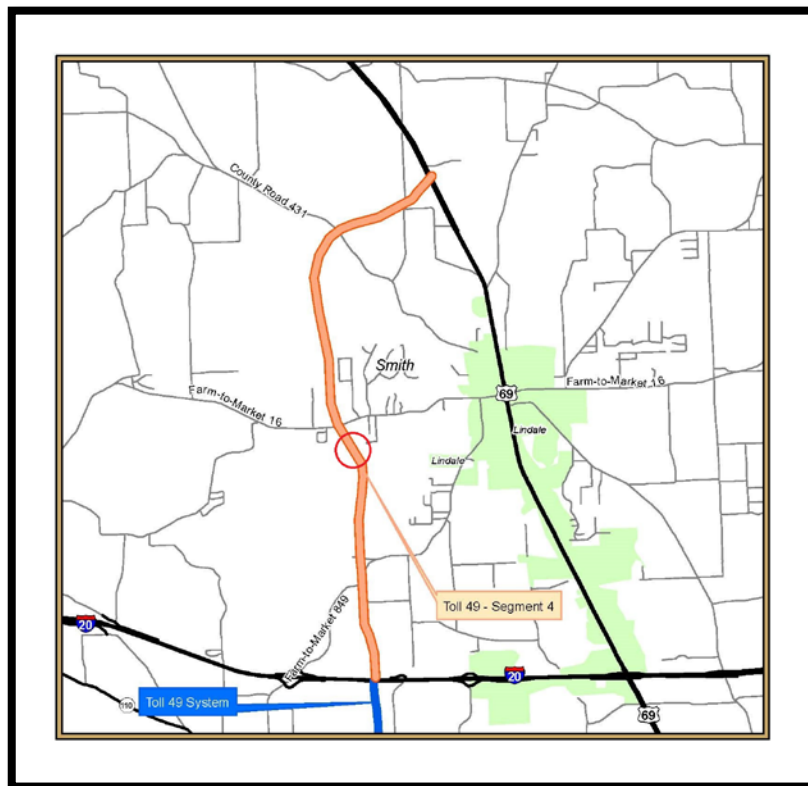 County Road 431
Smith
Farm-to-Market 16
Farm-to-Market 16
69
Lindale
Lindale
Toll 49 - Segment 4
Farm-to-Market 849
20
20
110
Toll 49 System
69